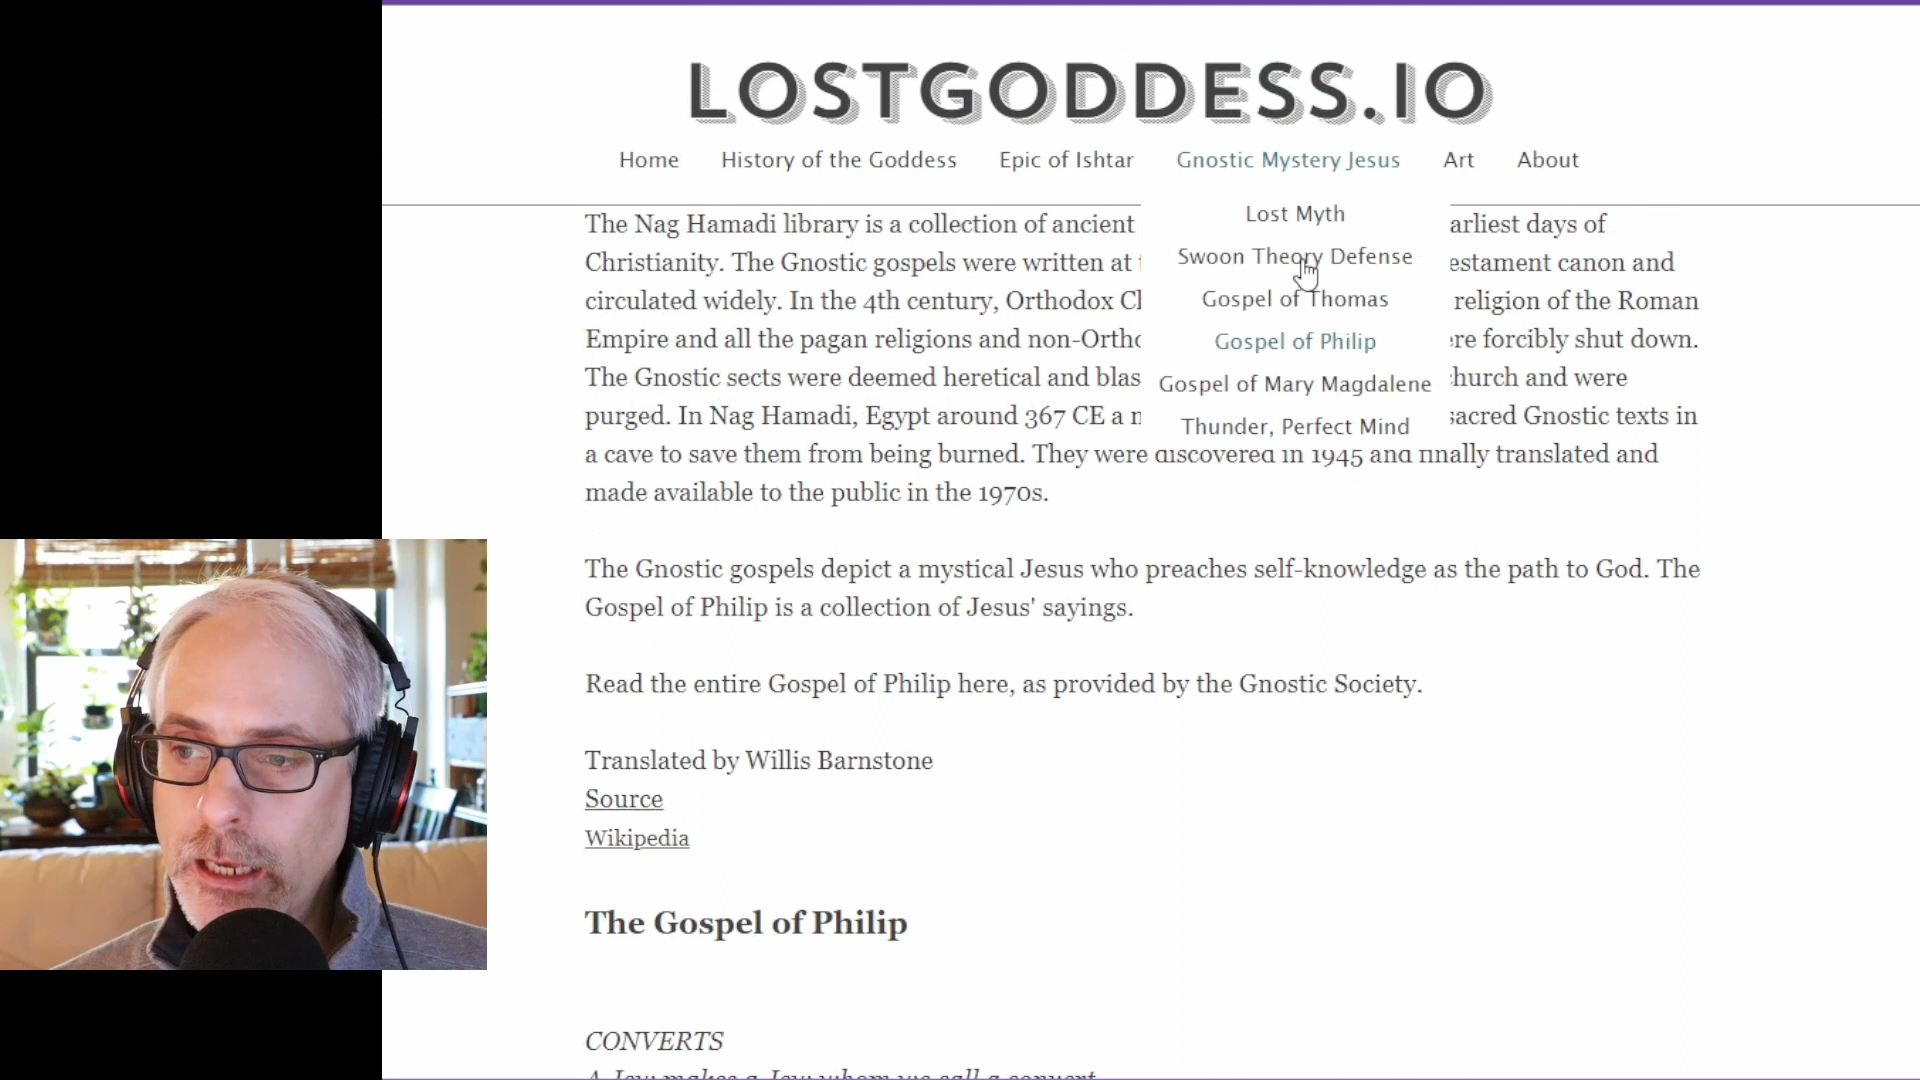 LOSTGODDESS.IO
Home History of the Goddess Epic of Ishtar Gnostic Mystery Jesus Art About
Lost Myth
Swoon Theory Defense
Gospel of Thomas
Gospel of Philip
Gospel of Mary Magdalene
Thunder, Perfect Mind
The Nag Hamadi library is a collection of ancient arliest days of
Christianity. The Gnostic gospels were written at estament canon and
circulated widely. In the 4th century, Orthodox religion of the Roman
Empire and all the pagan religions and non-Ortho re forcibly shut down.
The Gnostic sects were deemed heretical and blas hurch and were
purged. In Nag Hamadi, Egypt around 367 CE a sacred Gnostic texts in
a cave to save them from being burned. They were discovered in 1945 and finally translated and
made available to the public in the 1970s.
The Gnostic gospels depict a mystical Jesus who preaches self-knowledge as the path to God. The
Gospel of Philip is a collection of Jesus' sayings.
Read the entire Gospel of Philip here, as provided by the Gnostic Society.
Translated by Willis Barnstone
Source
Wikipedia
The Gospel of Philip
CONVERTS
A Jew makes a Jew whom we call a convert.